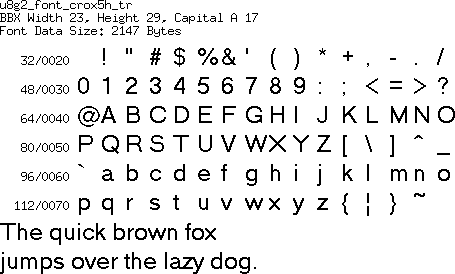 u8g2_font_crox5h_tr
BBX Width 23, Height 29, Capital A 17
Font Data Size: 2147 Bytes
32/0020 ! " # $ % & ' ( ) * + , - . /
48/0030 0 1 2 3 4 5 6 7 8 9 : ; < = > ?
64/0040 @ A B C D E F G H I J K L M N O
80/0050 P Q R S T U V W X Y Z [ \ ] ^ _
96/0060 ` a b c d e f g h i j k l m n o
112/0070 p q r s t u v w x y z { ¦ } ~
The quick brown fox
jumps over the lazy dog.